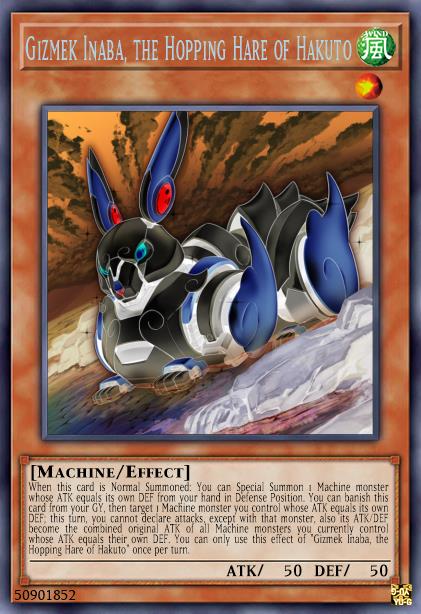 Gizmek Inaba, the Hopping Hare of Hakuto
WIND
風
[Machine/Effect]
When this card is Normal Summoned: You can Special Summon 1 Machine monster
whose ATK equals its own DEF from your hand in Defense Position. You can banish this
card from your GY, then target 1 Machine monster you control whose ATK equals its own
DEF; this turn, you cannot declare attacks, except with that monster, also its ATK/DEF
become the combined original ATK of all Machine monsters you currently control
whose ATK equals their own DEF. You can only use this effect of "Gizmek Inaba, the
Hopping Hare of Hakuto" once per turn.
ATK/ 50 DEF/ 50
50901852